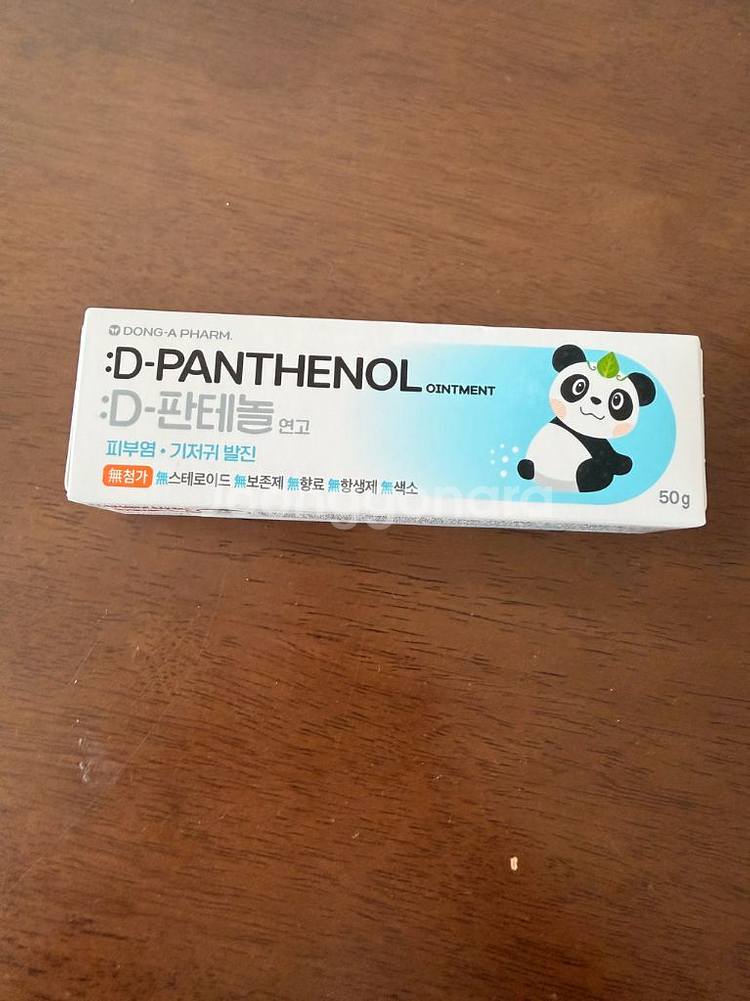 DONG-A PHARM.
:D-PANTHENOL OINTMENT
:D-판테놀 연고
피부염 • 기저귀 발진
無첨가 無스테로이드 無보존제 無향료 無항생제 無색소
50g